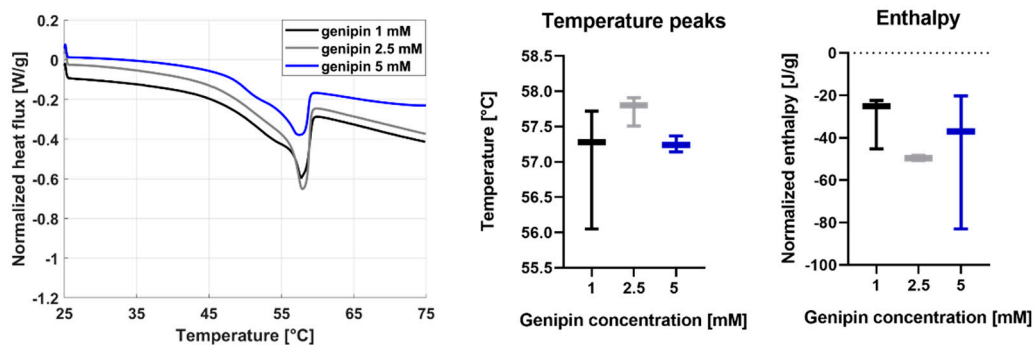 genipin 1 mM
genipin 2.5 mM
genipin 5 mM
Normalized heat flux [W/g]
0
-0.2
-0.4
-0.6
-0.8
-1
-1.2
25
35
45
55
65
75
Temperature [°C]
Temperature peaks
Temperature [°C]
58.5
58.0
57.5
57.0
56.5
56.0
55.5
1
2.5
5
Genipin concentration [mM]
Enthalpy
Normalized enthalpy [J/g]
0
-20
-40
-60
-80
-100
1
2.5
5
Genipin concentration [mM]